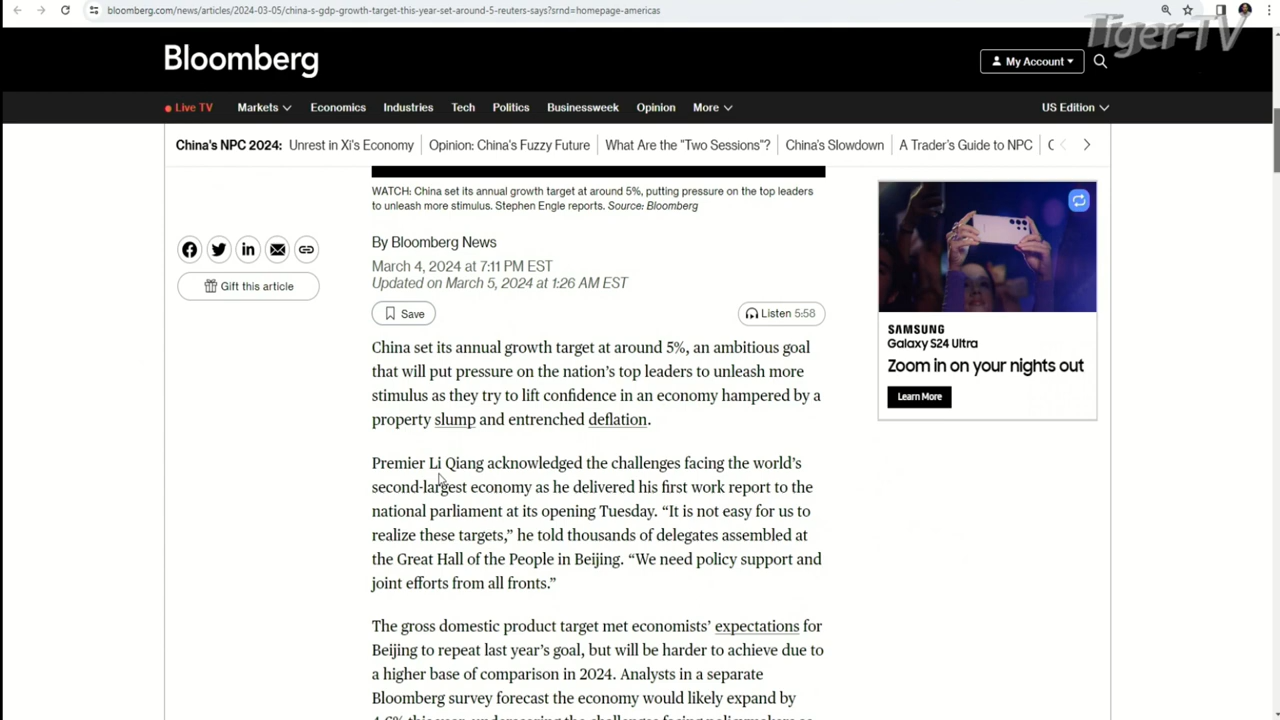 bloomberg.com/news/articles/2024-03-05/china-s-gdp-growth-target-this-year-set-around-5-reuters-says?srnd=homepage-americas
Tiger-TV
Bloomberg
My Account
Live TV
Markets
Economics
Industries
Tech
Politics
Businessweek
Opinion
More
US Edition
China's NPC 2024:
Unrest in Xi's Economy
Opinion: China's Fuzzy Future
What Are the "Two Sessions"?
China's Slowdown
A Trader's Guide to NPC
WATCH: China set its annual growth target at around 5%, putting pressure on the top leaders
to unleash more stimulus. Stephen Engle reports. Source: Bloomberg
By Bloomberg News
March 4, 2024 at 7:11 PM EST
Updated on March 5, 2024 at 1:26 AM EST
Gift this article
Save
Listen 5:58
China set its annual growth target at around 5%, an ambitious goal
that will put pressure on the nation's top leaders to unleash more
stimulus as they try to lift confidence in an economy hampered by a
property slump and entrenched deflation.
Premier Li Qiang acknowledged the challenges facing the world's
second-largest economy as he delivered his first work report to the
national parliament at its opening Tuesday. “It is not easy for us to
realize these targets,” he told thousands of delegates assembled at
the Great Hall of the People in Beijing. “We need policy support and
joint efforts from all fronts.”
The gross domestic product target met economists’ expectations for
Beijing to repeat last year’s goal, but will be harder to achieve due to
a higher base of comparison in 2024. Analysts in a separate
Bloomberg survey forecast the economy would likely expand by
SAMSUNG
Galaxy S24 Ultra
Zoom in on your nights out
Learn More